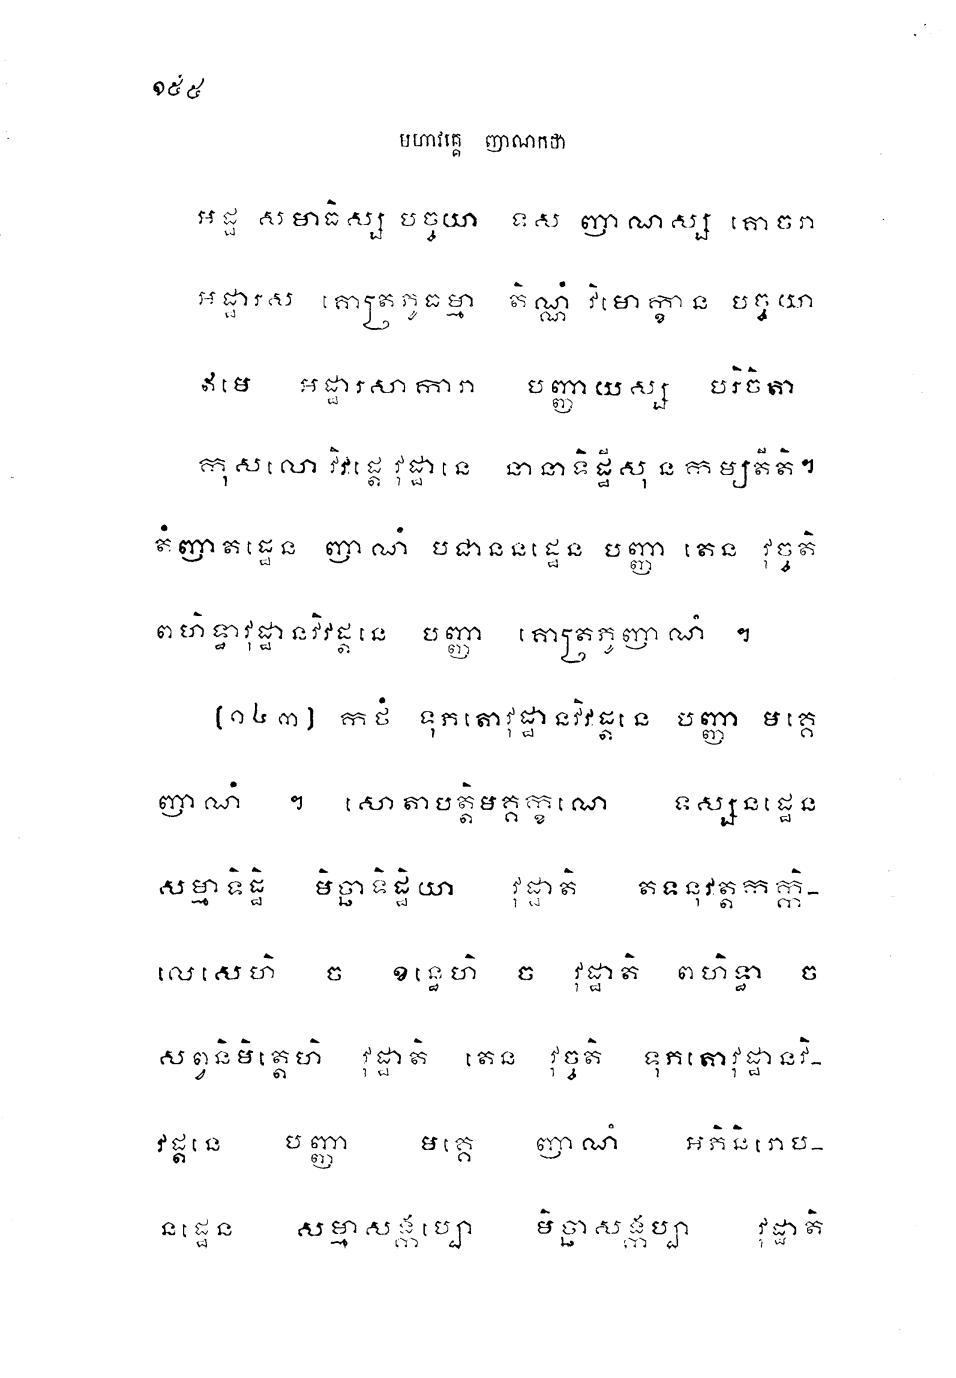 ១៥៥
មហាវគ្គេ ញាណកថា
អដ្ឋ សមាធិស្ស បច្ចយា ទស ញាណស្ស គោចរា
អដ្ឋារស គោត្រភូធម្មា តិណ្ណំ វិមោក្ខាន បច្ចយា
ឥមេ អដ្ឋារសាការា បញ្ញាយស្ស បរិចិតា
កុសលោ វិវដ្តេ វុដ្ឋានេ នានាទិដ្ឋីសុ ន កម្បតីតិ។
តំញាតដ្ឋេន ញាណំ បជាននដ្ឋេន បញ្ញា តេន វុច្ចតិ
ពហិទ្ធាវុដ្ឋានវិវដ្តនេ បញ្ញា គោត្រភូញាណំ ។
(១៤៣) កថំ ទុភតោវុដ្ឋានវិវដ្តនេ បញ្ញា មគ្គេ
ញាណំ ។ សោតាបត្តិមគ្គក្ខណេ ទស្សនដ្ឋេន
សម្មាទិដ្ឋិ មិច្ឆាទិដ្ឋិយា វុដ្ឋាតិ តទនុវត្តកក្កិ-
លេសេហិ ច ខន្ធេហិ ច វុដ្ឋាតិ ពហិទ្ធា ច
សព្វនិមិត្តេហិ វុដ្ឋាតិ តេន វុច្ចតិ ទុភតោវុដ្ឋានវិ-
វដ្តនេ បញ្ញា មគ្គេ ញាណំ អភិនិរោប-
នដ្ឋេន សម្មាសង្កប្បោ មិច្ឆាសង្កប្បា វុដ្ឋាតិ